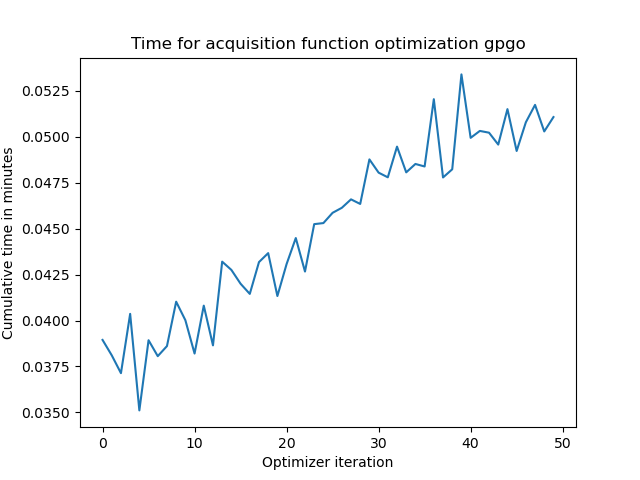 Time for acquisition function optimization gpgo
Cumulative time in minutes
0.0525
0.0500
0.0475
0.0450
0.0425
0.0400
0.0375
0.0350
0 10 20 30 40 50
Optimizer iteration